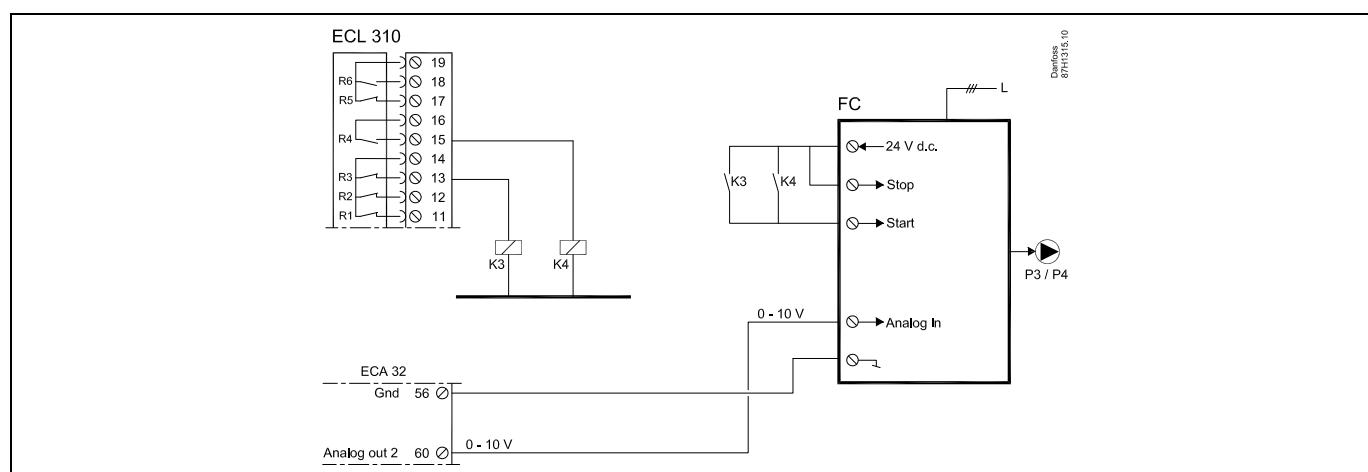 ECL 310
19
R6 18
R5 17
16
R4 15
14
R3 13
R2 12
R1 11
K3 K4
Danfoss
87H1315.10
L
FC
K3 K4
24 V d.c.
Stop
Start
P3 / P4
0 - 10 V
Analog In
ECA 32
Gnd 56
Analog out 2 60 0 - 10 V